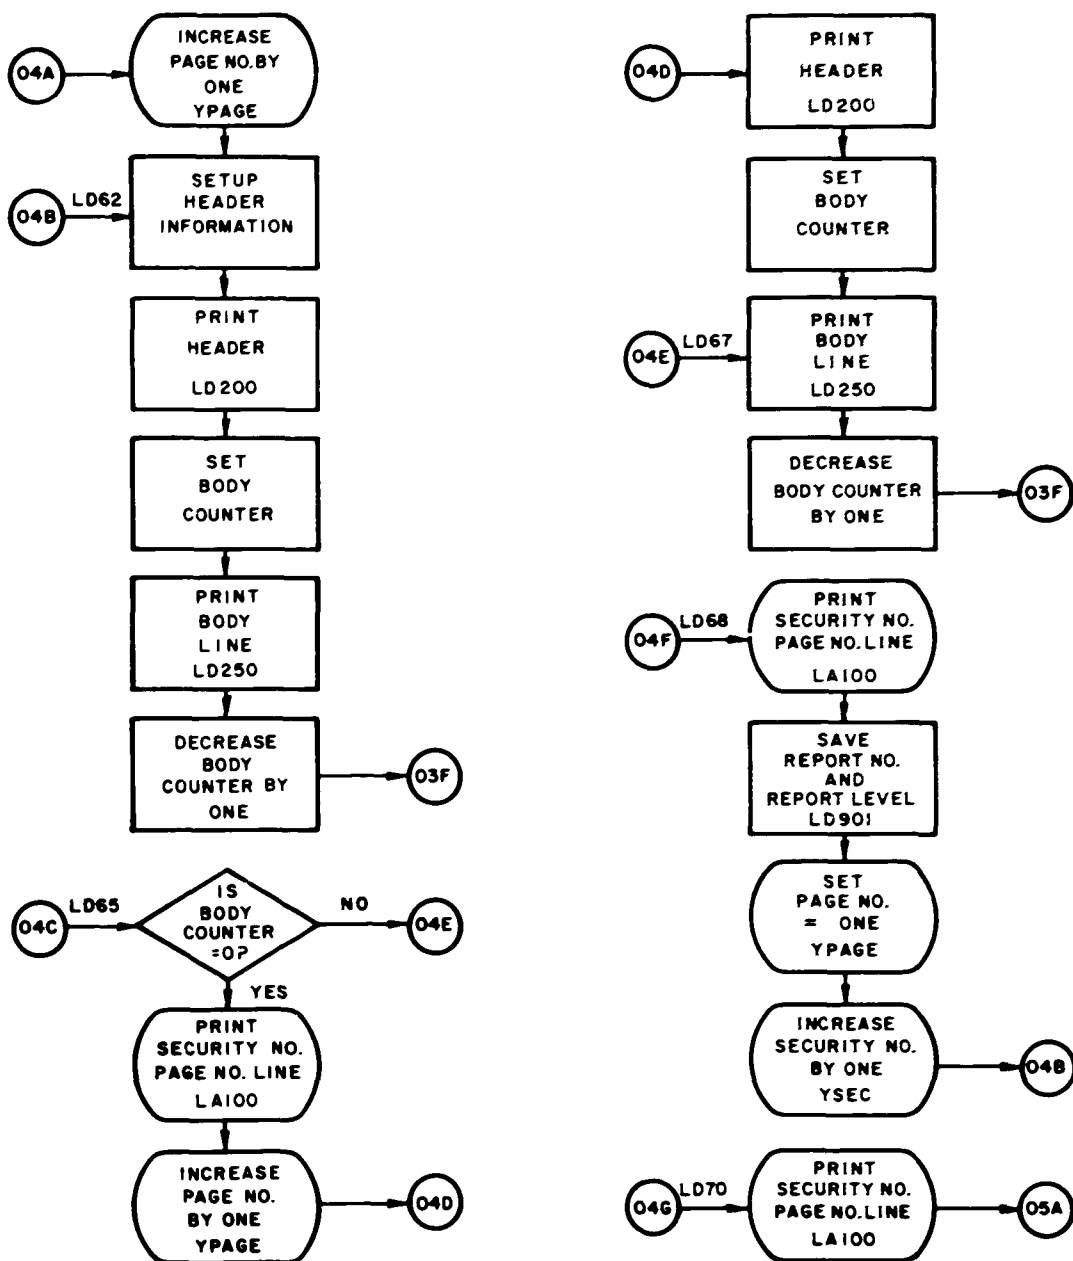 04A
INCREASE
PAGE NO. BY
ONE
YPAGE
04B
LD62
SETUP
HEADER
INFORMATION
PRINT
HEADER
LD200
SET
BODY
COUNTER
PRINT
BODY
LINE
LD250
DECREASE
BODY
COUNTER BY
ONE
03F
04C
LD65
IS
BODY
COUNTER
=0?
NO
04E
YES
PRINT
SECURITY NO.
PAGE NO. LINE
LA100
INCREASE
PAGE NO.
BY ONE
YPAGE
04D
04D
PRINT
HEADER
LD200
SET
BODY
COUNTER
04E
LD67
PRINT
BODY
LINE
LD250
DECREASE
BODY COUNTER
BY ONE
03F
04F
LD68
PRINT
SECURITY NO.
PAGE NO. LINE
LA100
SAVE
REPORT NO.
AND
REPORT LEVEL
LD901
SET
PAGE NO.
= ONE
YPAGE
INCREASE
SECURITY NO.
BY ONE
YSEC
04B
04G
LD70
PRINT
SECURITY NO.
PAGE NO. LINE
LA100
05A